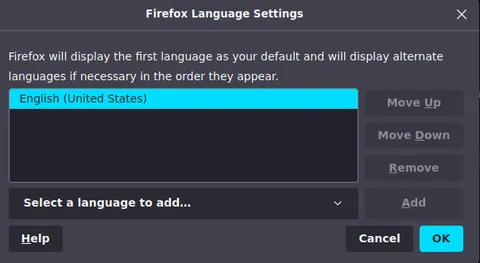 Firefox Language Settings
Firefox will display the first language as your default and will display alternate
languages if necessary in the order they appear.
English (United States)
Move Up
Move Down
Remove
Select a language to add…
Add
Help
Cancel
OK